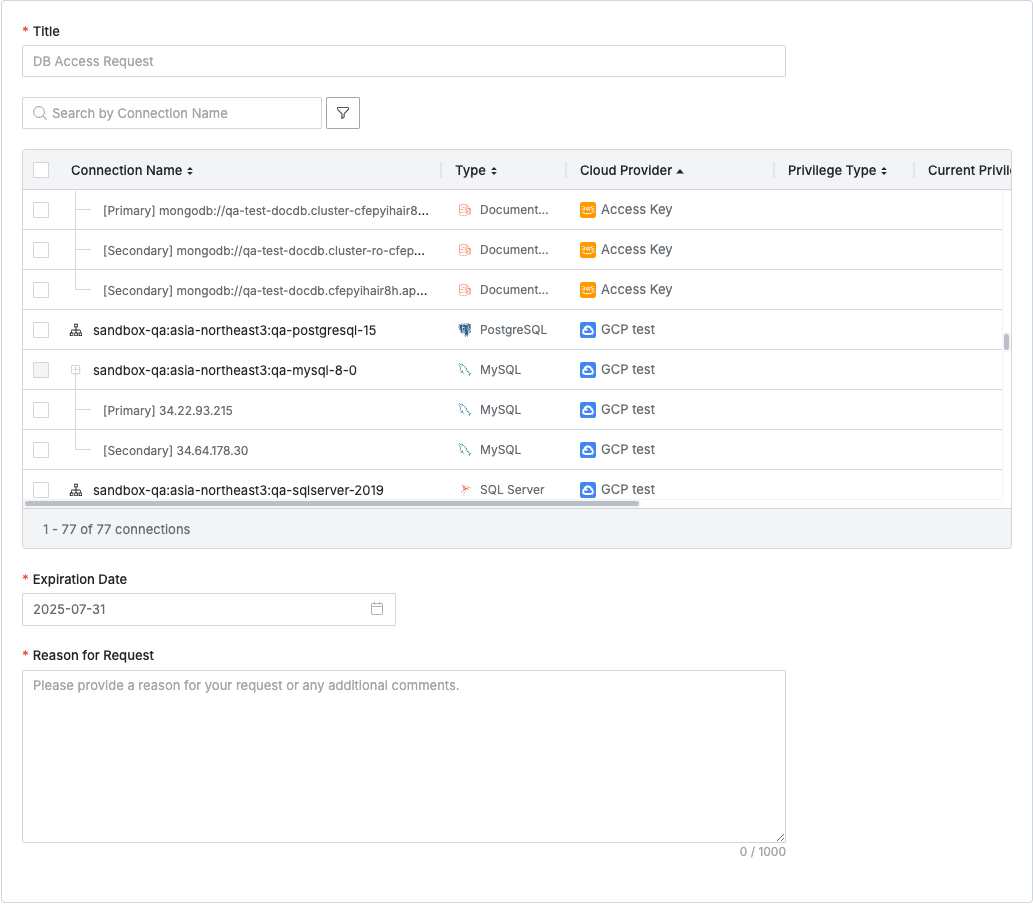 * Title
DB Access Request
Search by Connection Name
Connection Name Type Cloud Provider Privilege Type Current Privil
[Primary] mongodb://qa-test-docdb.cluster-cfepyihair8... Document... aws Access Key
[Secondary] mongodb://qa-test-docdb.cluster-ro-cfep... Document... aws Access Key
[Secondary] mongodb://qa-test-docdb.cfepyihair8h.ap... Document... aws Access Key
sandbox-qa:asia-northeast3:qa-postgresql-15 PostgreSQL GCP test
sandbox-qa:asia-northeast3:qa-mysql-8-0 MySQL GCP test
[Primary] 34.22.93.215 MySQL GCP test
[Secondary] 34.64.178.30 MySQL GCP test
sandbox-qa:asia-northeast3:qa-sqlserver-2019 SQL Server GCP test
1 - 77 of 77 connections
* Expiration Date
2025-07-31
* Reason for Request
Please provide a reason for your request or any additional comments.
0 / 1000